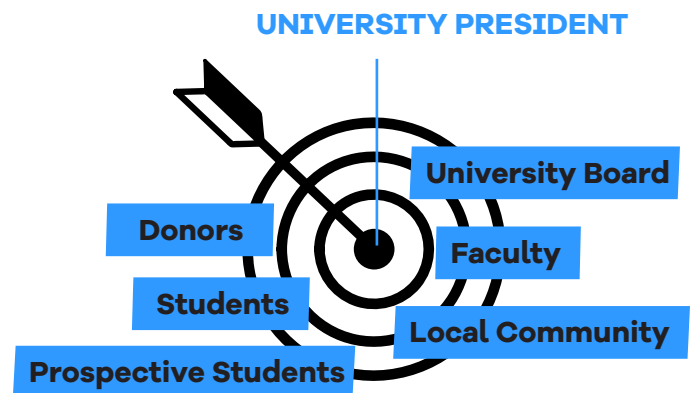 UNIVERSITY PRESIDENT
University Board
Donors
Faculty
Students
Local Community
Prospective Students